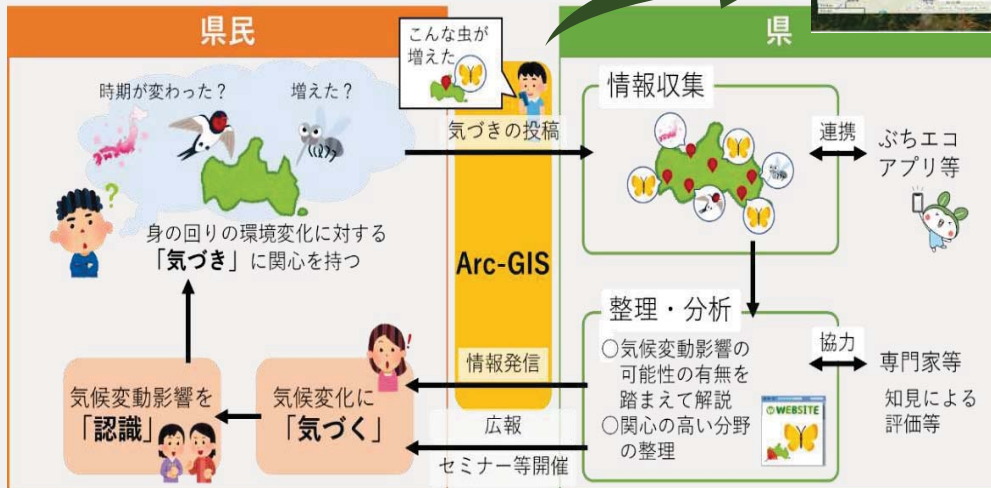 県民
時期が変わった？
増えた？
身の回りの環境変化に対する
「気づき」に関心を持つ
こんな虫が
増えた
気づきの投稿
Arc-GIS
県
情報収集
連携
ぶちエコ
アプリ等
整理・分析
○気候変動影響の
可能性の有無を
踏まえて解説
○関心の高い分野
の整理
WEBSITE
協力
専門家等
知見による
評価等
情報発信
広報
セミナー等開催
気候変化に
「気づく」
気候変動影響を
「認識」